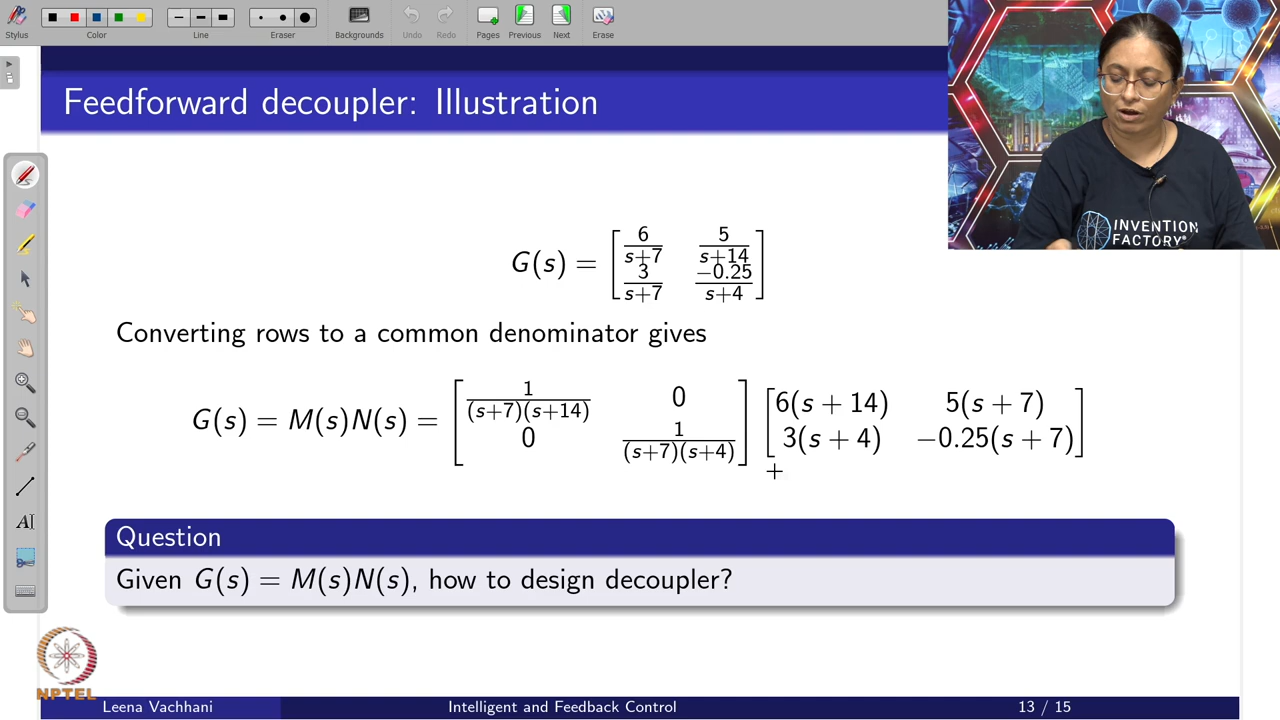 Stylus Color Line Eraser Backgrounds Undo Redo Pages Previous Next Erase
Feedforward decoupler: Illustration
INVENTION
FACTORY®
G(s) = [ 6/(s+7) 5/(s+14) ; 3/(s+7) −0.25/(s+4) ]
Converting rows to a common denominator gives
G(s) = M(s)N(s) = [ 1/((s+7)(s+14)) 0 ; 0 1/((s+7)(s+4)) ] [ 6(s + 14) 5(s + 7) ; 3(s + 4) −0.25(s + 7) ]
Question
Given G(s) = M(s)N(s), how to design decoupler?
NPTEL
Leena Vachhani Intelligent and Feedback Control 13 / 15